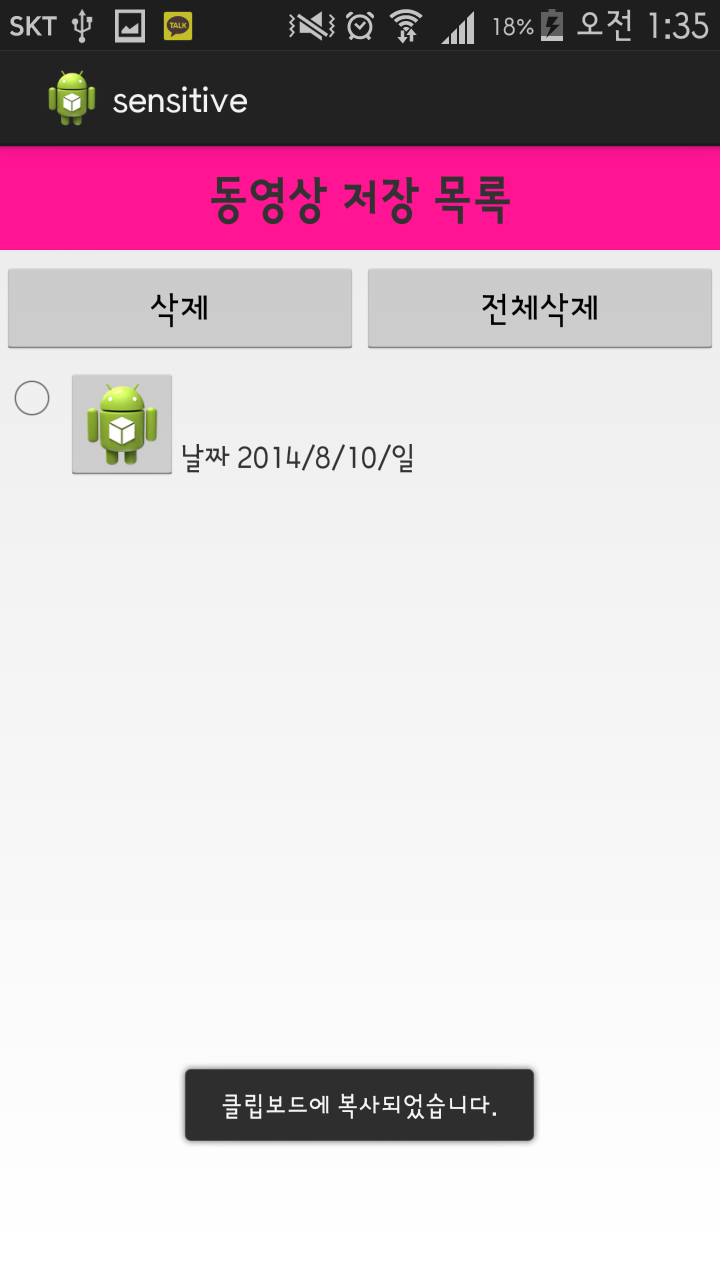 SKT TALK 18% 오전 1:35
sensitive
동영상 저장 목록
삭제 전체삭제
날짜 2014/8/10/일
클립보드에 복사되었습니다.